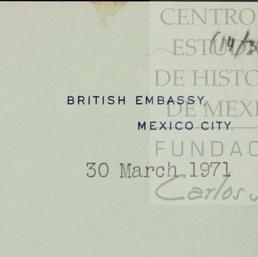 CENTRO
ESTU
DE HISTO
DE MEXI
FUNDAC
Carlos
BRITISH EMBASSY,
MEXICO CITY.
30 March 1971